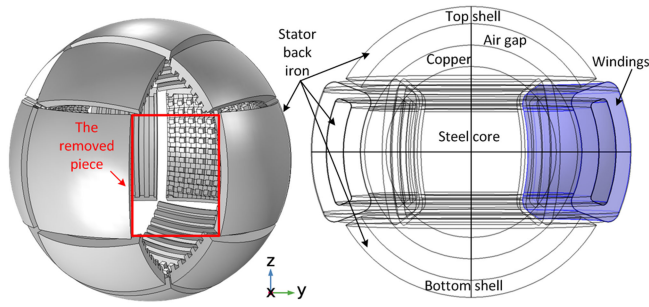 Stator
back
iron
The
removed
piece
z
x
y
Top shell
Air gap
Copper
Windings
Steel core
Bottom shell